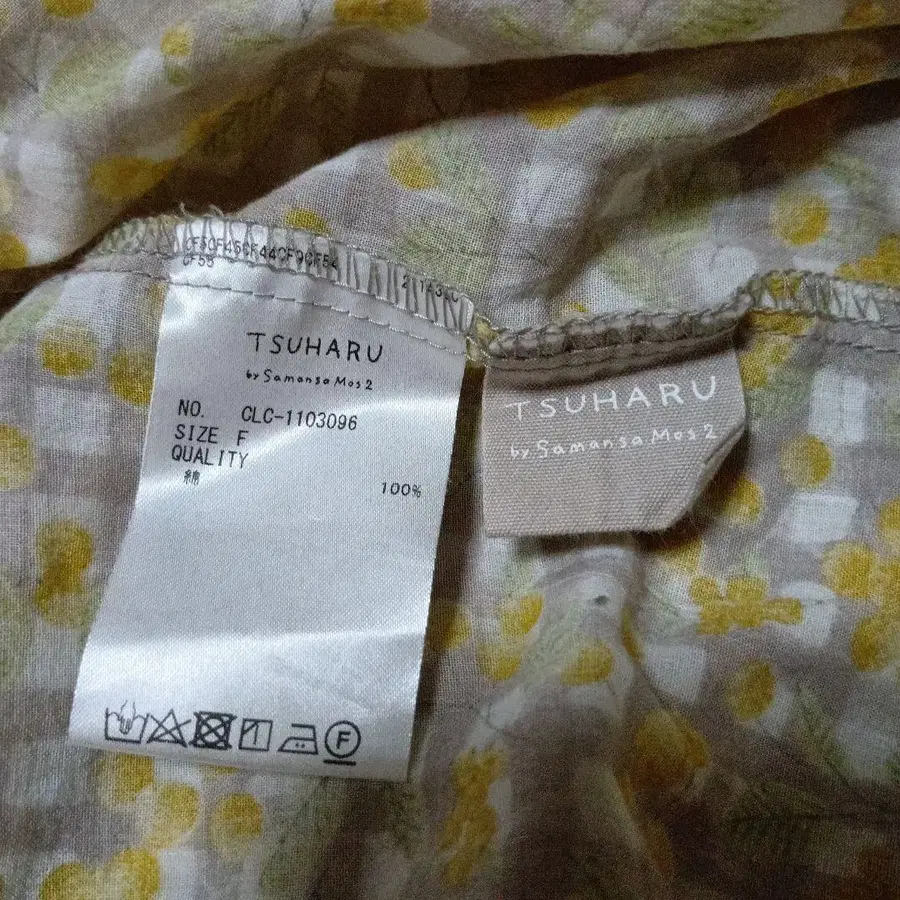 TSUHARU
by Samansa Mos2
NO. CLC-1103096
SIZE F
QUALITY
綿 100%
F
TSUHARU
by Samansa Mos2